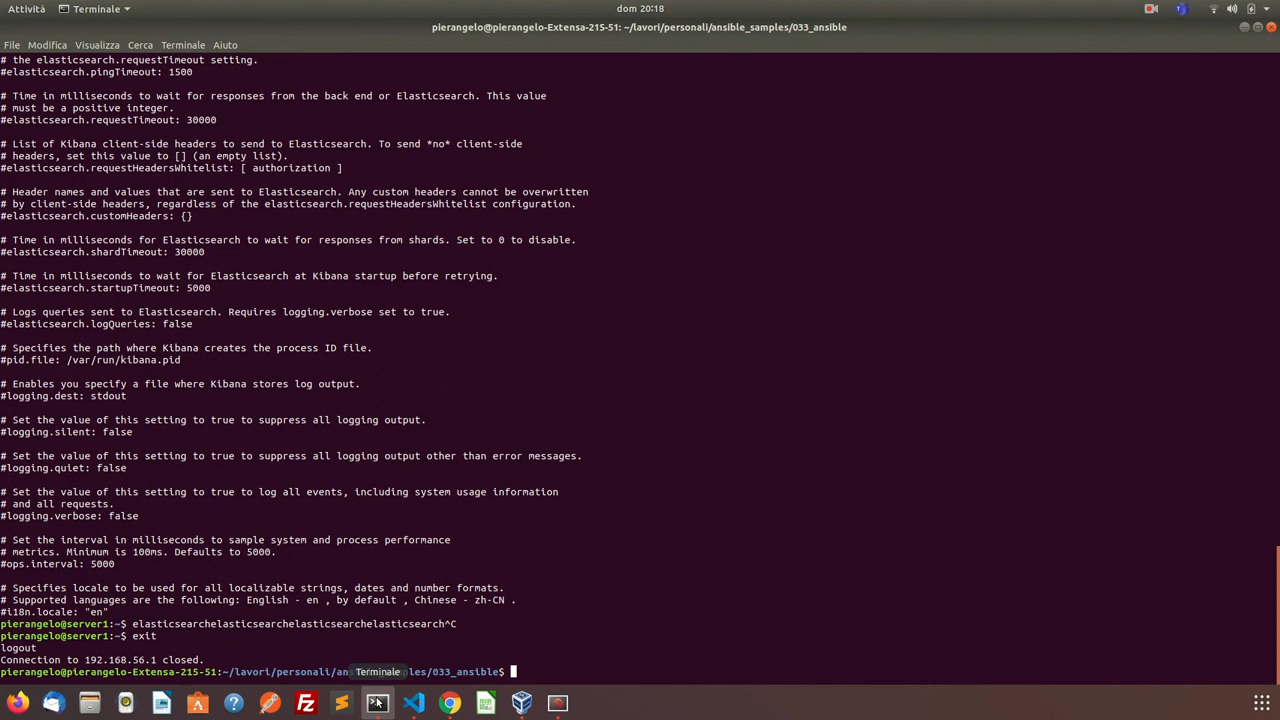 Attività
Terminale
dom 20:18
pierangelo@pierangelo-Extensa-215-51: ~/lavori/personali/ansible_samples/033_ansible
File Modifica Visualizza Cerca Terminale Aiuto
# the elasticsearch.requestTimeout setting.
#elasticsearch.pingTimeout: 1500
# Time in milliseconds to wait for responses from the back end or Elasticsearch. This value
# must be a positive integer.
#elasticsearch.requestTimeout: 30000
# List of Kibana client-side headers to send to Elasticsearch. To send *no* client-side
# headers, set this value to [] (an empty list).
#elasticsearch.requestHeadersWhitelist: [ authorization ]
# Header names and values that are sent to Elasticsearch. Any custom headers cannot be overwritten
# by client-side headers, regardless of the elasticsearch.requestHeadersWhitelist configuration.
#elasticsearch.customHeaders: {}
# Time in milliseconds for Elasticsearch to wait for responses from shards. Set to 0 to disable.
#elasticsearch.shardTimeout: 30000
# Time in milliseconds to wait for Elasticsearch at Kibana startup before retrying.
#elasticsearch.startupTimeout: 5000
# Logs queries sent to Elasticsearch. Requires logging.verbose set to true.
#elasticsearch.logQueries: false
# Specifies the path where Kibana creates the process ID file.
#pid.file: /var/run/kibana.pid
# Enables you specify a file where Kibana stores log output.
#logging.dest: stdout
# Set the value of this setting to true to suppress all logging output.
#logging.silent: false
# Set the value of this setting to true to suppress all logging output other than error messages.
#logging.quiet: false
# Set the value of this setting to true to log all events, including system usage information
# and all requests.
#logging.verbose: false
# Set the interval in milliseconds to sample system and process performance
# metrics. Minimum is 100ms. Defaults to 5000.
#ops.interval: 5000
# Specifies locale to be used for all localizable strings, dates and number formats.
# Supported languages are the following: English - en , by default , Chinese - zh-CN .
#i18n.locale: "en"
pierangelo@server1:~$ elasticsearchelasticsearchelasticsearchelasticsearch^C
pierangelo@server1:~$ exit
logout
Connection to 192.168.56.1 closed.
pierangelo@pierangelo-Extensa-215-51:~/lavori/personali/an Terminale les/033_ansible$